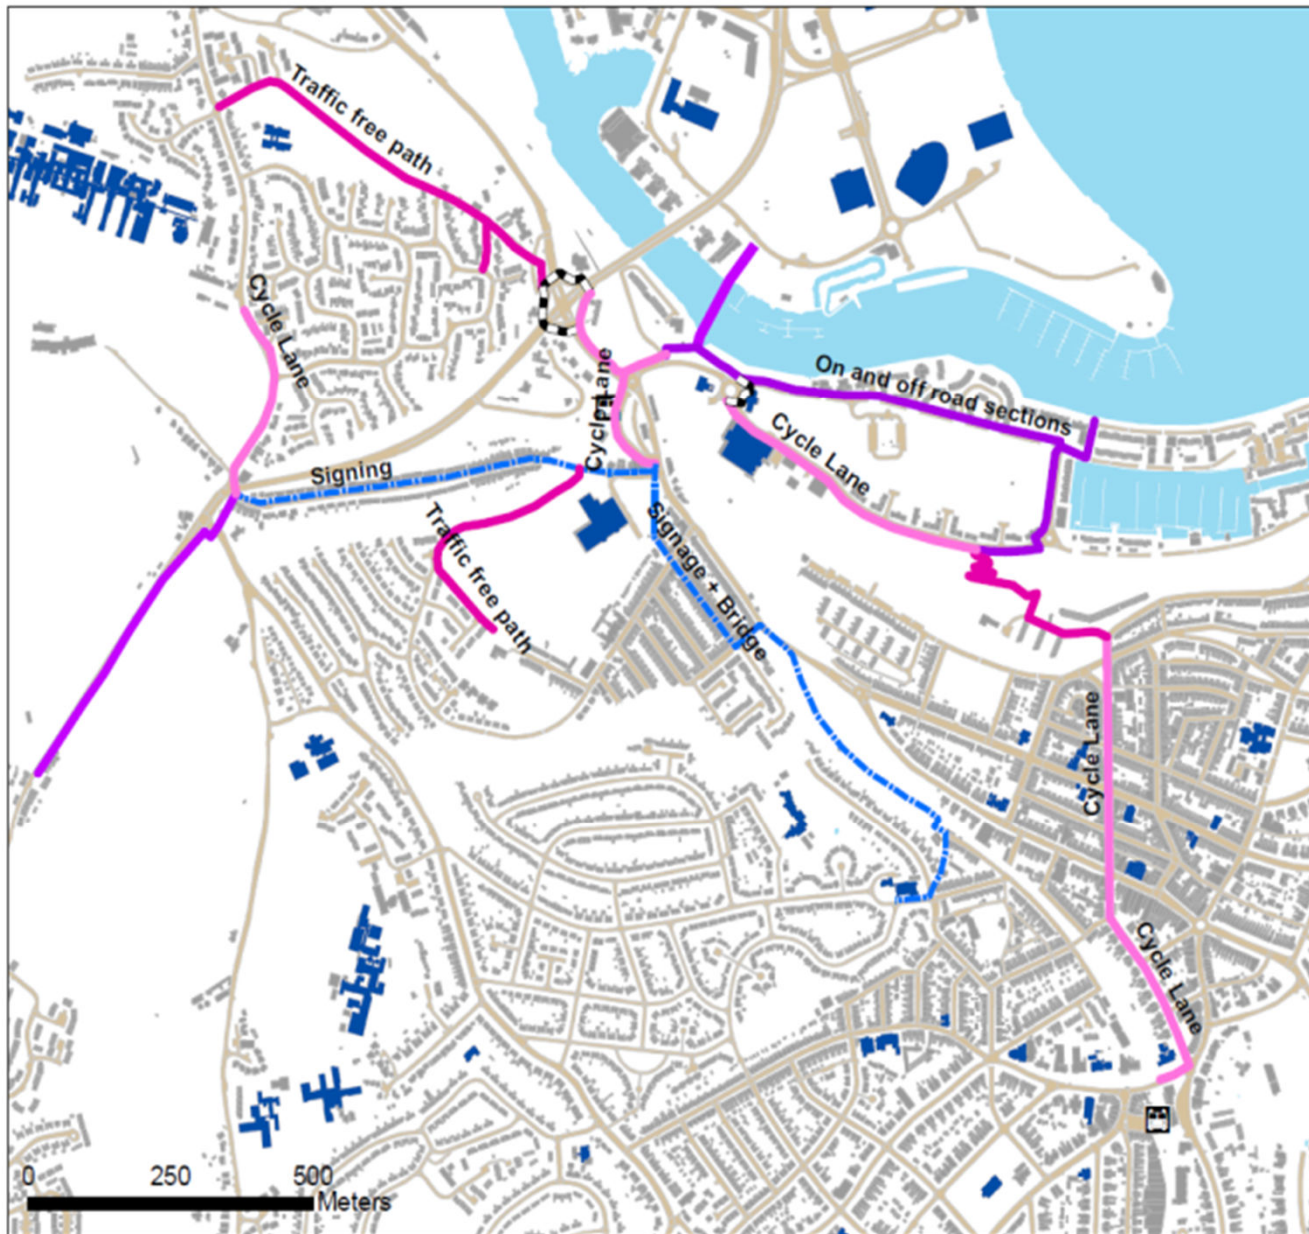 Traffic free path
Cycle Lane
On and off road sections
Cycle Lane
Cycle Lane
Signing
Traffic free path
Signage + Bridge
Cycle Lane
Cycle Lane
0 250 500
Meters